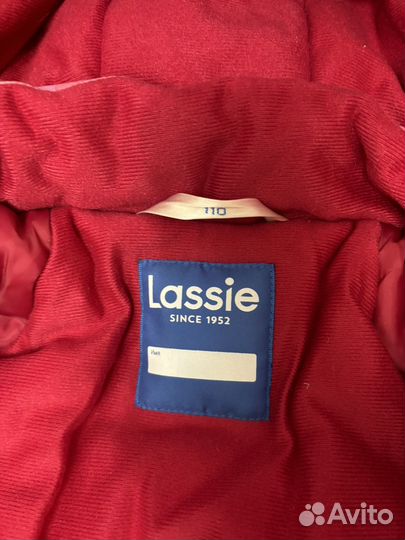 110
Lassie
SINCE 1952
Avito